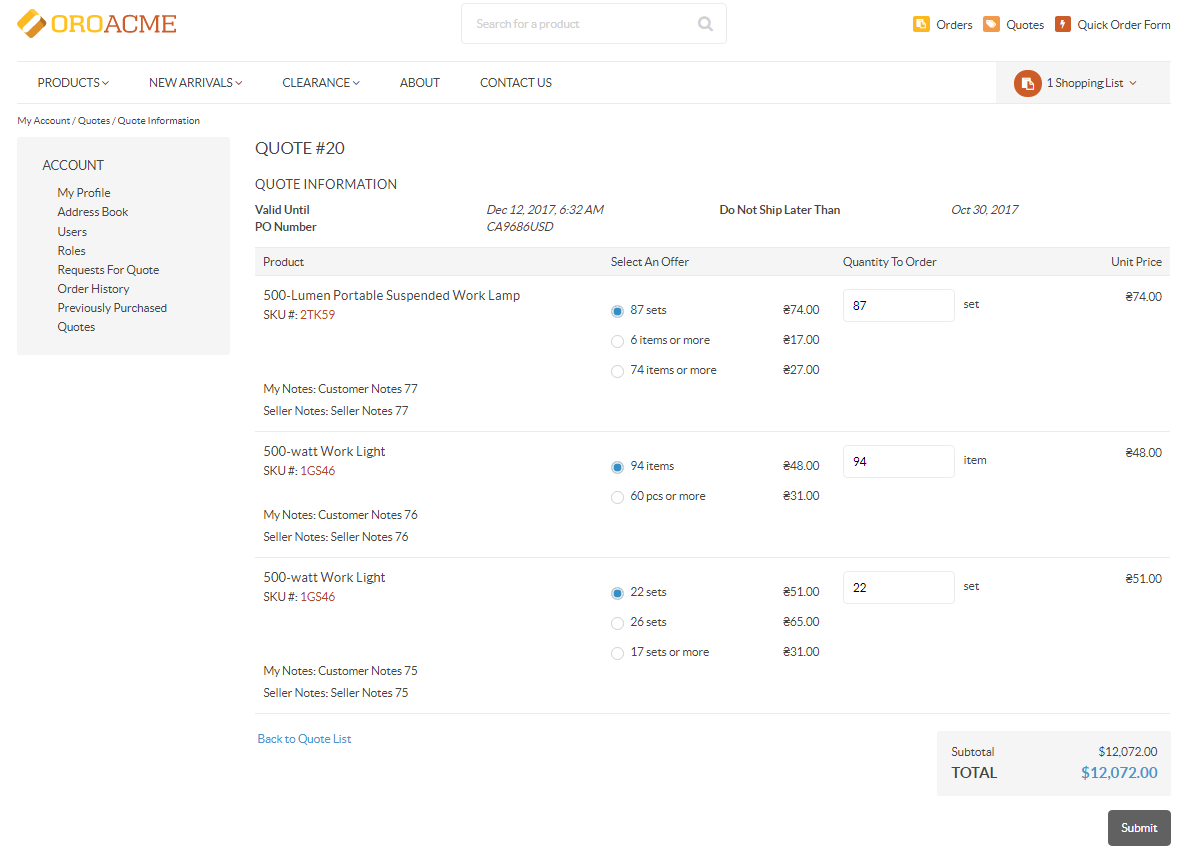 OROACME
Search for a product
Orders Quotes Quick Order Form
PRODUCTS NEW ARRIVALS CLEARANCE ABOUT CONTACT US 1 Shopping List
My Account / Quotes / Quote Information
ACCOUNT
My Profile
Address Book
Users
Roles
Requests For Quote
Order History
Previously Purchased
Quotes
QUOTE #20
QUOTE INFORMATION
Valid Until Dec 12, 2017, 6:32 AM Do Not Ship Later Than Oct 30, 2017
PO Number CA9686USD
Product Select An Offer Quantity To Order Unit Price
500-Lumen Portable Suspended Work Lamp
SKU #: 2TK59
87 sets ₴74.00 87 set ₴74.00
6 items or more ₴17.00
74 items or more ₴27.00
My Notes: Customer Notes 77
Seller Notes: Seller Notes 77
500-watt Work Light
SKU #: 1GS46
94 items ₴48.00 94 item ₴48.00
60 pcs or more ₴31.00
My Notes: Customer Notes 76
Seller Notes: Seller Notes 76
500-watt Work Light
SKU #: 1GS46
22 sets ₴51.00 22 set ₴51.00
26 sets ₴65.00
17 sets or more ₴31.00
My Notes: Customer Notes 75
Seller Notes: Seller Notes 75
Back to Quote List
Subtotal $12,072.00
TOTAL $12,072.00
Submit